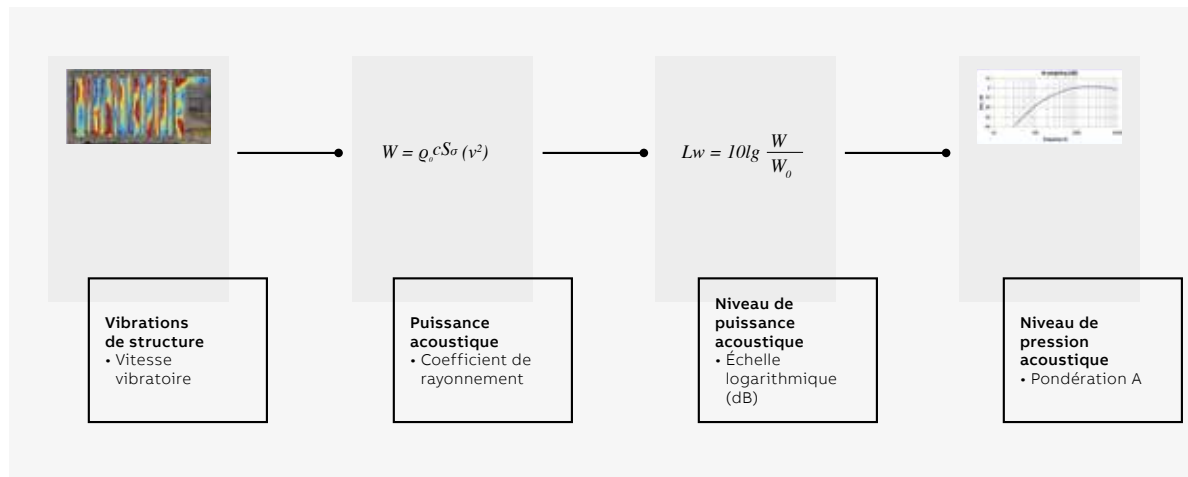 W = ϱ₀cSσ (v²)
Lw = 10lg W
W₀
Vibrations
de structure
• Vitesse
vibratoire
Puissance
acoustique
• Coefficient de
rayonnement
Niveau de
puissance
acoustique
• Échelle
logarithmique
(dB)
Niveau de
pression
acoustique
• Pondération A